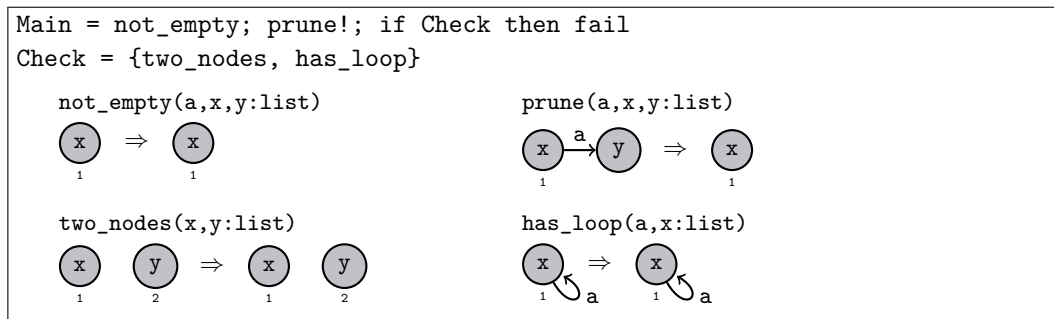 Main = not_empty; prune!; if Check then fail
Check = {two_nodes, has_loop}
not_empty(a,x,y:list) prune(a,x,y:list)
x ⇒ x x a y ⇒ x
1 1 1 1
two_nodes(x,y:list) has_loop(a,x:list)
x y ⇒ x y x a ⇒ x a
1 2 1 2 1 1